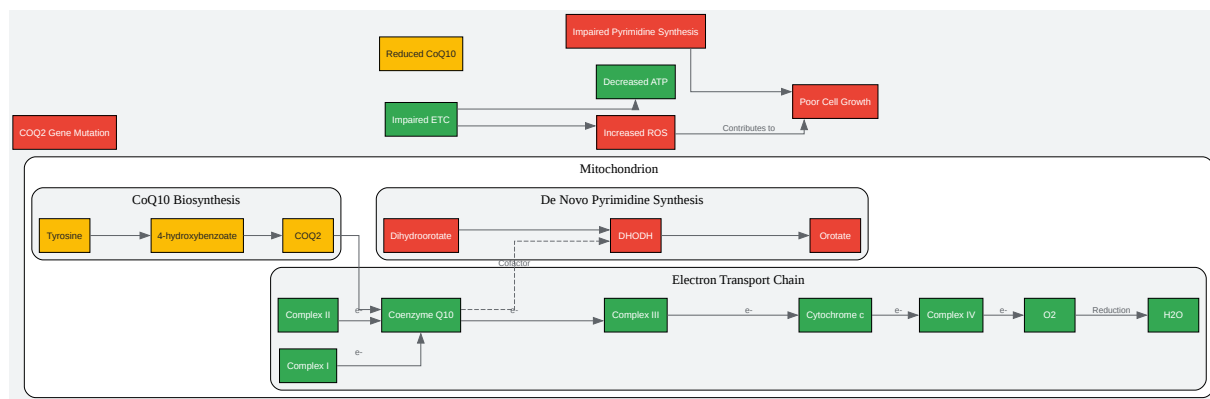 Impaired Pyrimidine Synthesis
Reduced CoQ10
Decreased ATP
Poor Cell Growth
Impaired ETC
COQ2 Gene Mutation
Increased ROS
Contributes to
Mitochondrion
CoQ10 Biosynthesis
De Novo Pyrimidine Synthesis
Tyrosine
4-hydroxybenzoate
COQ2
Dihydroorotate
DHODH
Orotate
Cofactor
Electron Transport Chain
Complex II
e-
Coenzyme Q10
e-
Complex III
e-
Cytochrome c
e-
Complex IV
e-
O2
Reduction
H2O
Complex I
e-